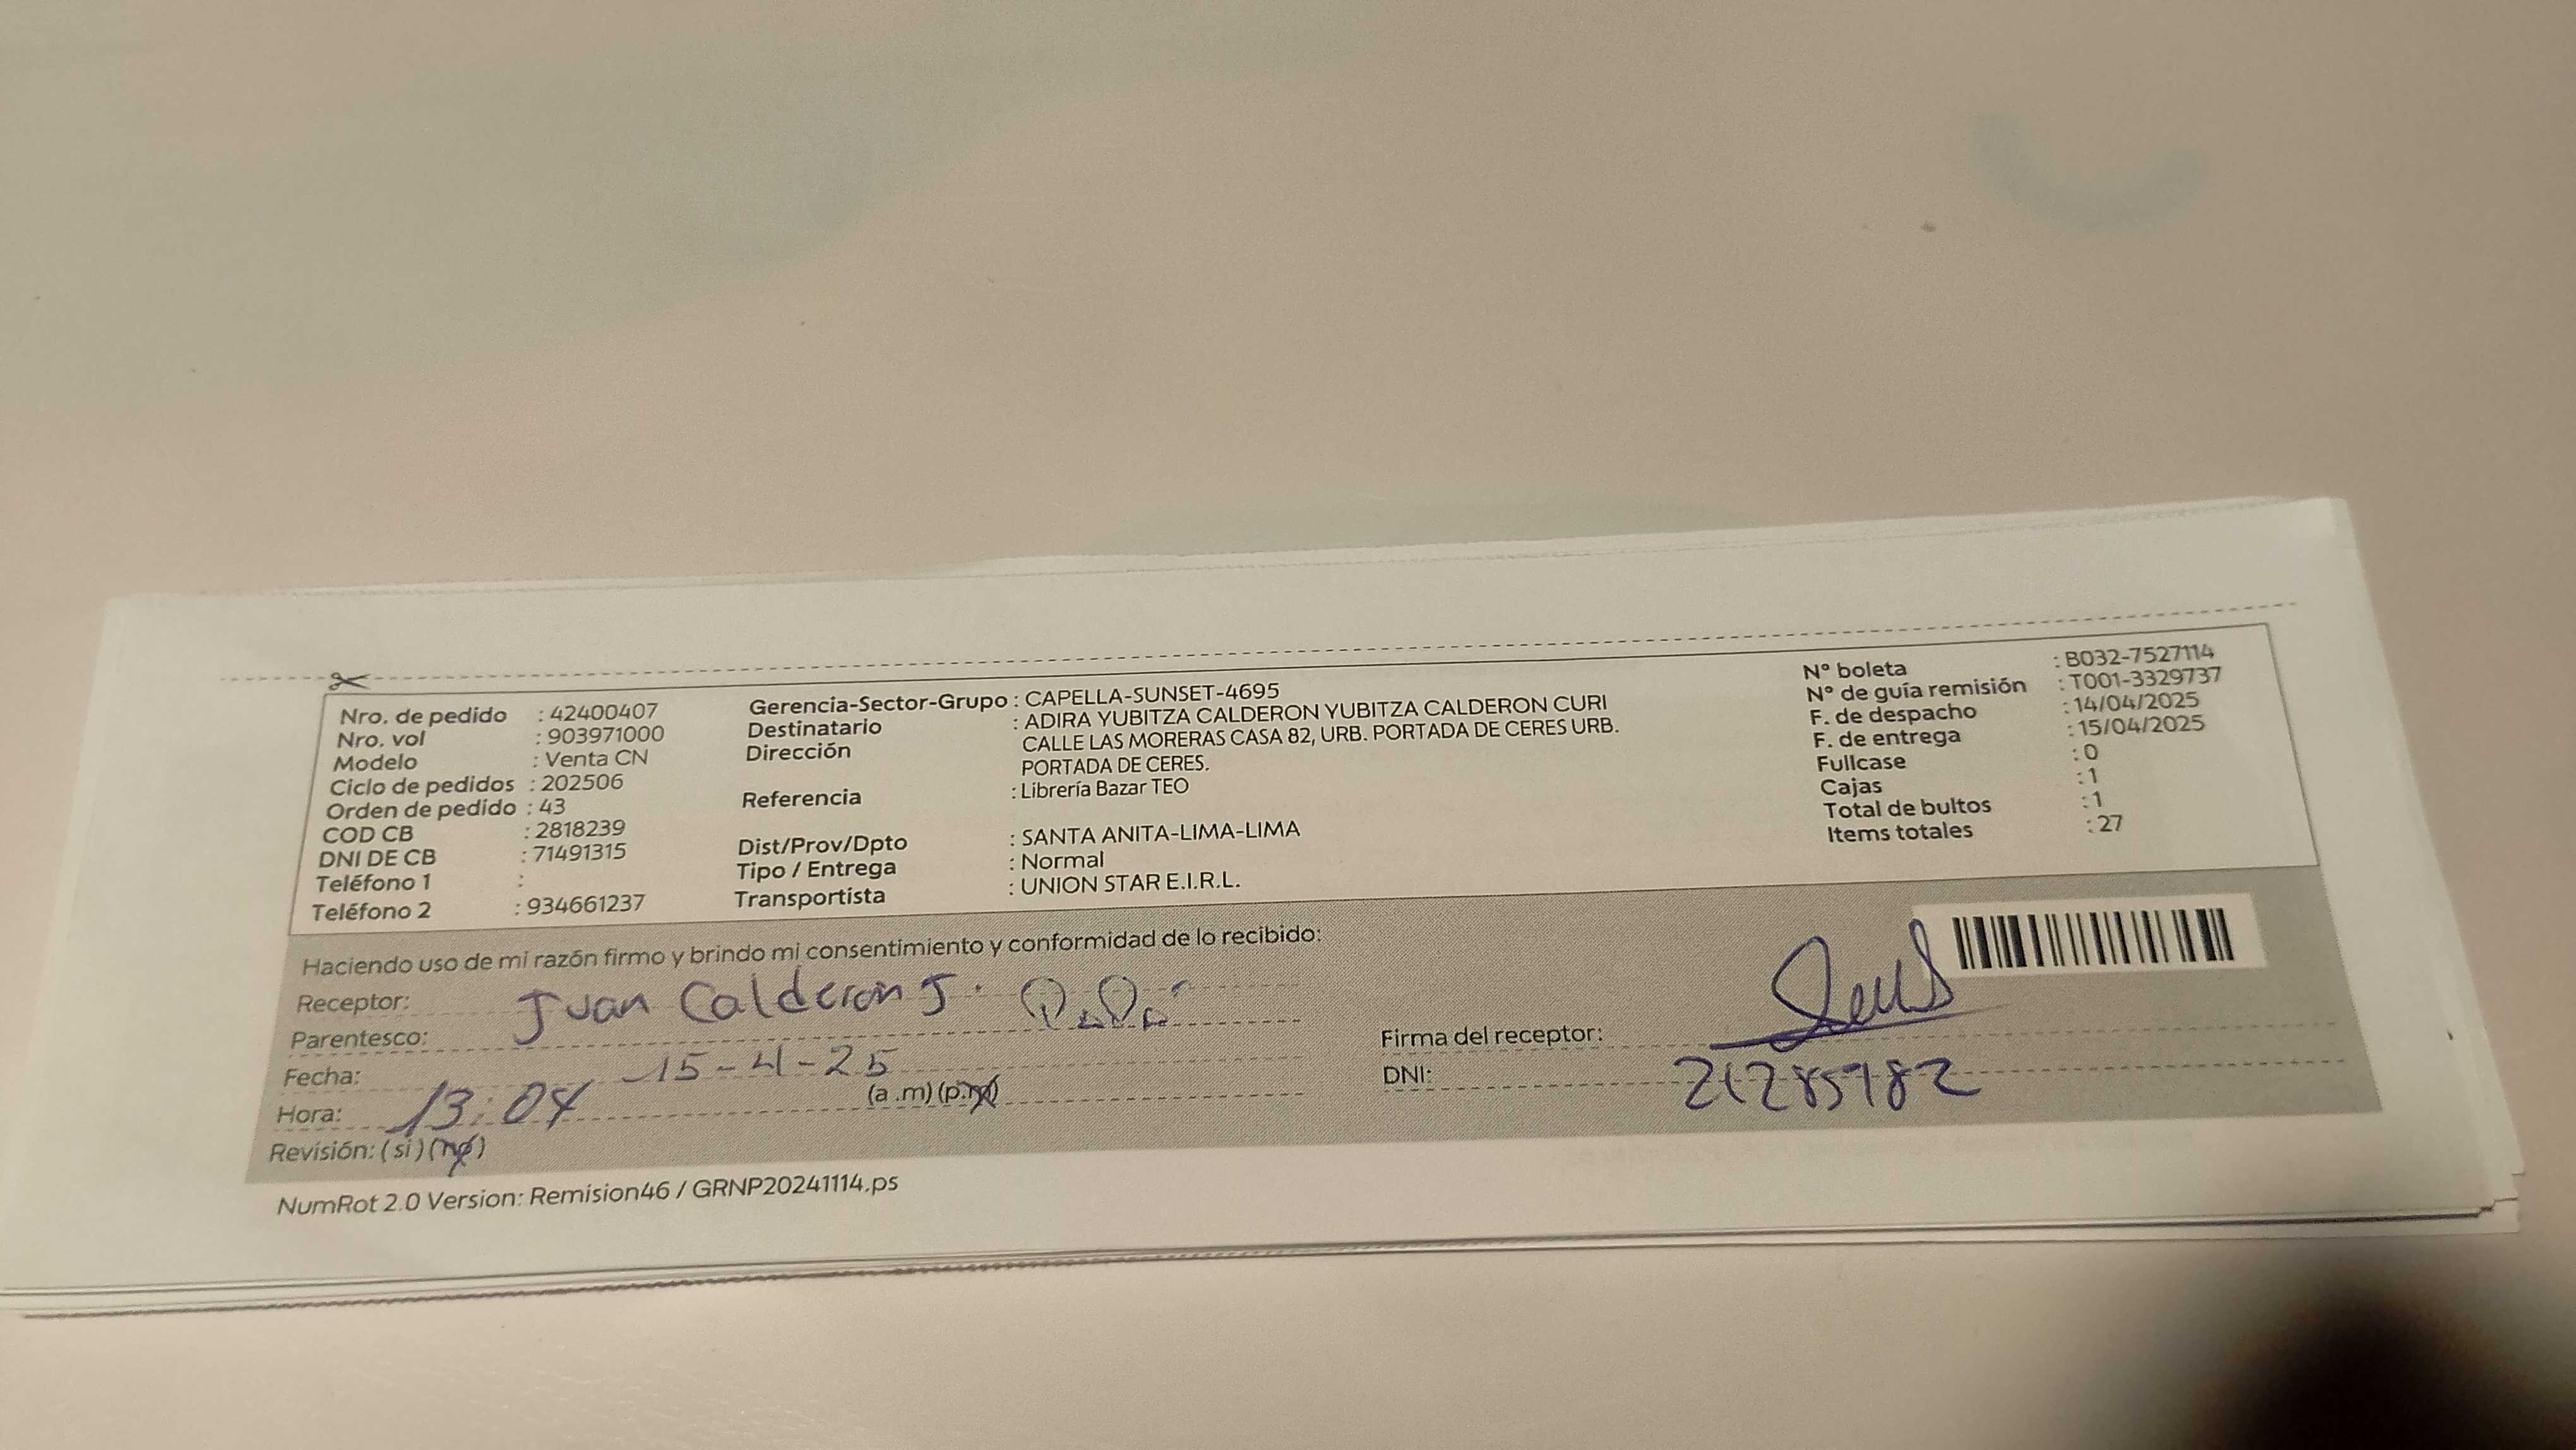 Nro. de pedido : 42400407
Nro. vol : 903971000
Modelo : Venta CN
Ciclo de pedidos : 202506
Orden de pedido : 43
COD CB : 2818239
DNI DE CB : 71491315
Teléfono 1 :
Teléfono 2 : 934661237
Gerencia-Sector-Grupo : CAPELLA-SUNSET-4695
Destinatario : ADIRA YUBITZA CALDERON YUBITZA CALDERON CURI
Dirección CALLE LAS MORERAS CASA 82, URB. PORTADA DE CERES URB.
PORTADA DE CERES.
Referencia : Librería Bazar TEO
Dist/Prov/Dpto : SANTA ANITA-LIMA-LIMA
Tipo / Entrega : Normal
Transportista : UNION STAR E.I.R.L.
N° boleta : B032-7527114
N° de guía remisión : T001-3329737
F. de despacho : 14/04/2025
F. de entrega : 15/04/2025
Fullcase : 0
Cajas : 1
Total de bultos : 1
Items totales : 27
Haciendo uso de mi razón firmo y brindo mi consentimiento y conformidad de lo recibido:
Receptor: Juan Calderon J.
Parentesco:
Fecha: 15-4-25
Hora: 13:04 (a.m) (p.m)
Revisión: (si) (no)
Firma del receptor:
DNI: 21285982
NumRot 2.0 Version: Remision46 / GRNP20241114.ps